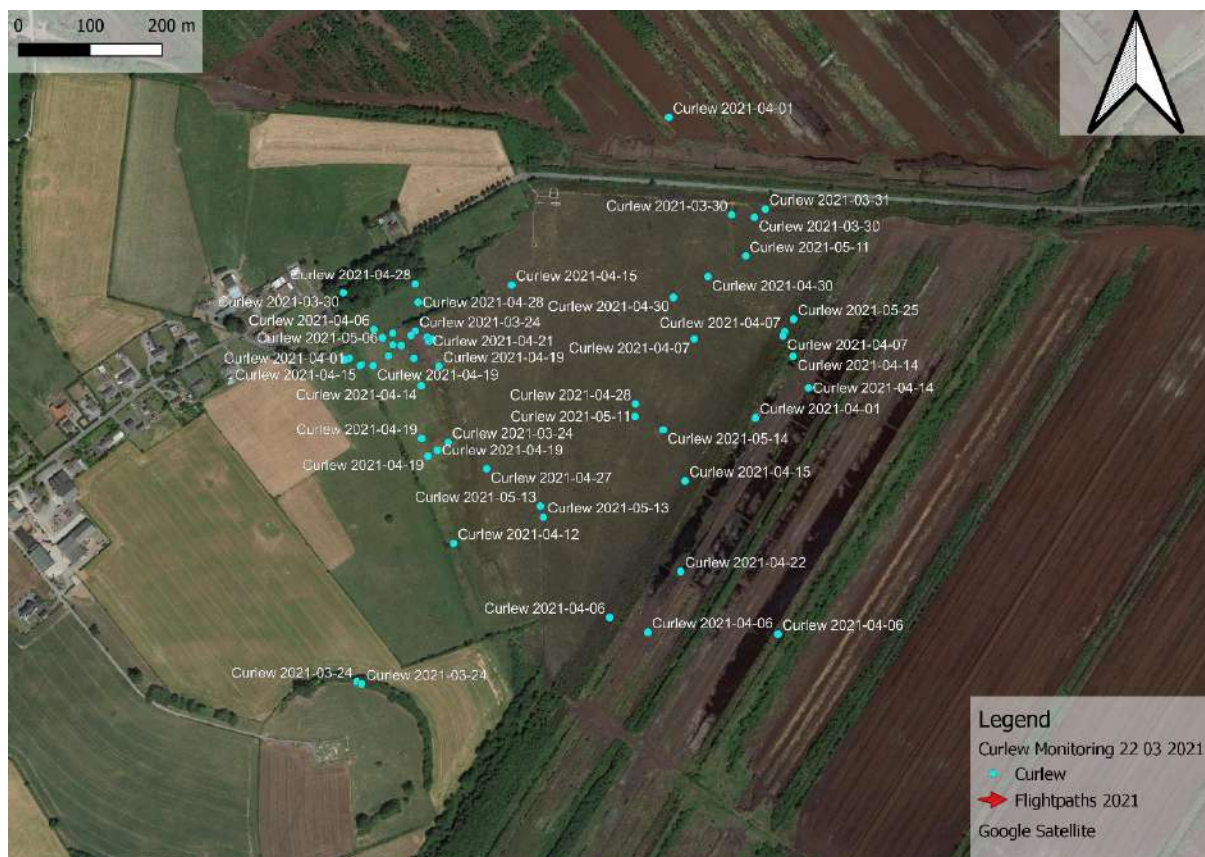 0 100 200 m
Curlew 2021-04-01
Curlew 2021-03-31
Curlew 2021-03-30
Curlew 2021-03-30
Curlew 2021-05-11
Curlew 2021-04-28
Curlew 2021-04-15
Curlew 2021-04-30
Curlew 2021-03-30
Curlew 2021-04-28
Curlew 2021-04-30
Curlew 2021-05-25
Curlew 2021-04-06
Curlew 2021-03-24
Curlew 2021-04-07
Curlew 2021-05-06
Curlew 2021-04-21
Curlew 2021-04-07
Curlew 2021-04-07
Curlew 2021-04-01
Curlew 2021-04-19
Curlew 2021-04-14
Curlew 2021-04-15
Curlew 2021-04-19
Curlew 2021-04-14
Curlew 2021-04-14
Curlew 2021-04-28
Curlew 2021-05-11
Curlew 2021-04-01
Curlew 2021-04-19
Curlew 2021-03-24
Curlew 2021-05-14
Curlew 2021-04-19
Curlew 2021-04-19
Curlew 2021-04-15
Curlew 2021-04-27
Curlew 2021-05-13
Curlew 2021-05-13
Curlew 2021-04-12
Curlew 2021-04-22
Curlew 2021-04-06
Curlew 2021-04-06
Curlew 2021-04-06
Curlew 2021-03-24
Curlew 2021-03-24
Legend
Curlew Monitoring 22 03 2021
Curlew
Flightpaths 2021
Google Satellite